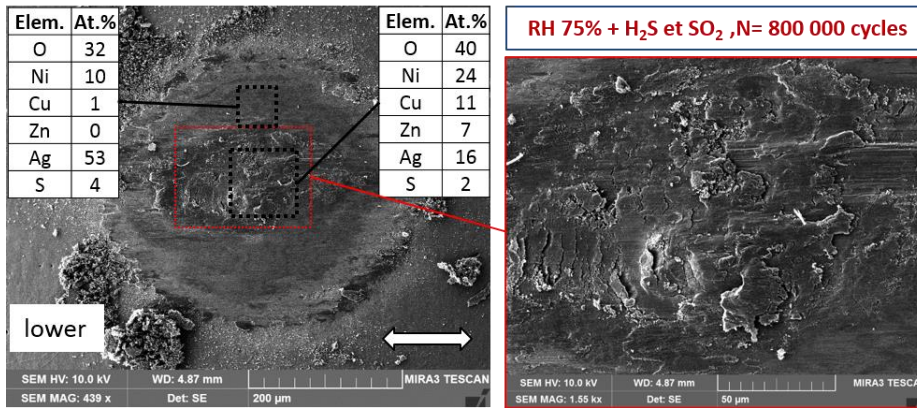 Elem. At.%
O 32
Ni 10
Cu 1
Zn 0
Ag 53
S 4
Elem. At.%
O 40
Ni 24
Cu 11
Zn 7
Ag 16
S 2
lower
SEM HV: 10.0 kV WD: 4.87 mm MIRA3 TESCAN
SEM MAG: 439 x Det: SE 200 µm
RH 75% + H₂S et SO₂ ,N= 800 000 cycles
SEM HV: 10.0 kV WD: 4.87 mm MIRA3 TESCAN
SEM MAG: 1.55 kx Det: SE 50 µm